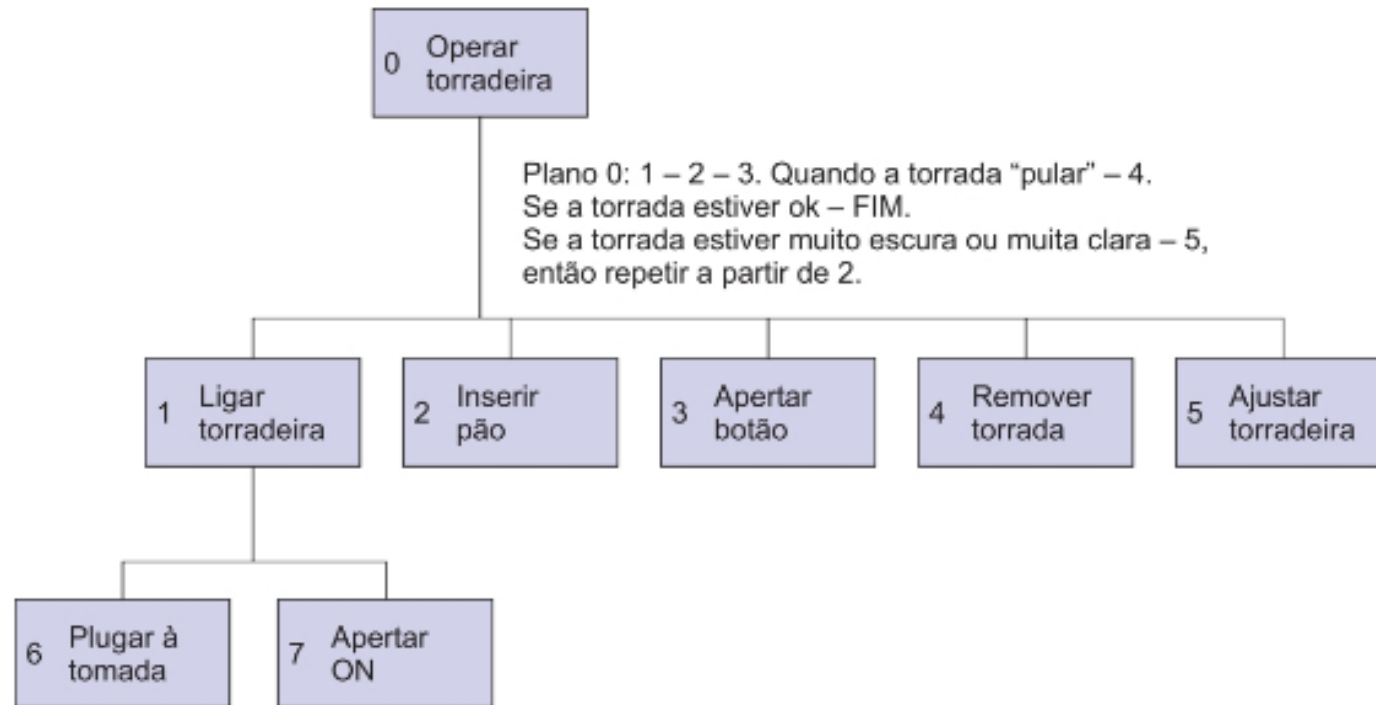 0 Operar
torradeira
Plano 0: 1 – 2 – 3. Quando a torrada “pular” – 4.
Se a torrada estiver ok – FIM.
Se a torrada estiver muito escura ou muita clara – 5,
então repetir a partir de 2.
1 Ligar
torradeira
2 Inserir
pão
3 Apertar
botão
4 Remover
torrada
5 Ajustar
torradeira
6 Plugar à
tomada
7 Apertar
ON